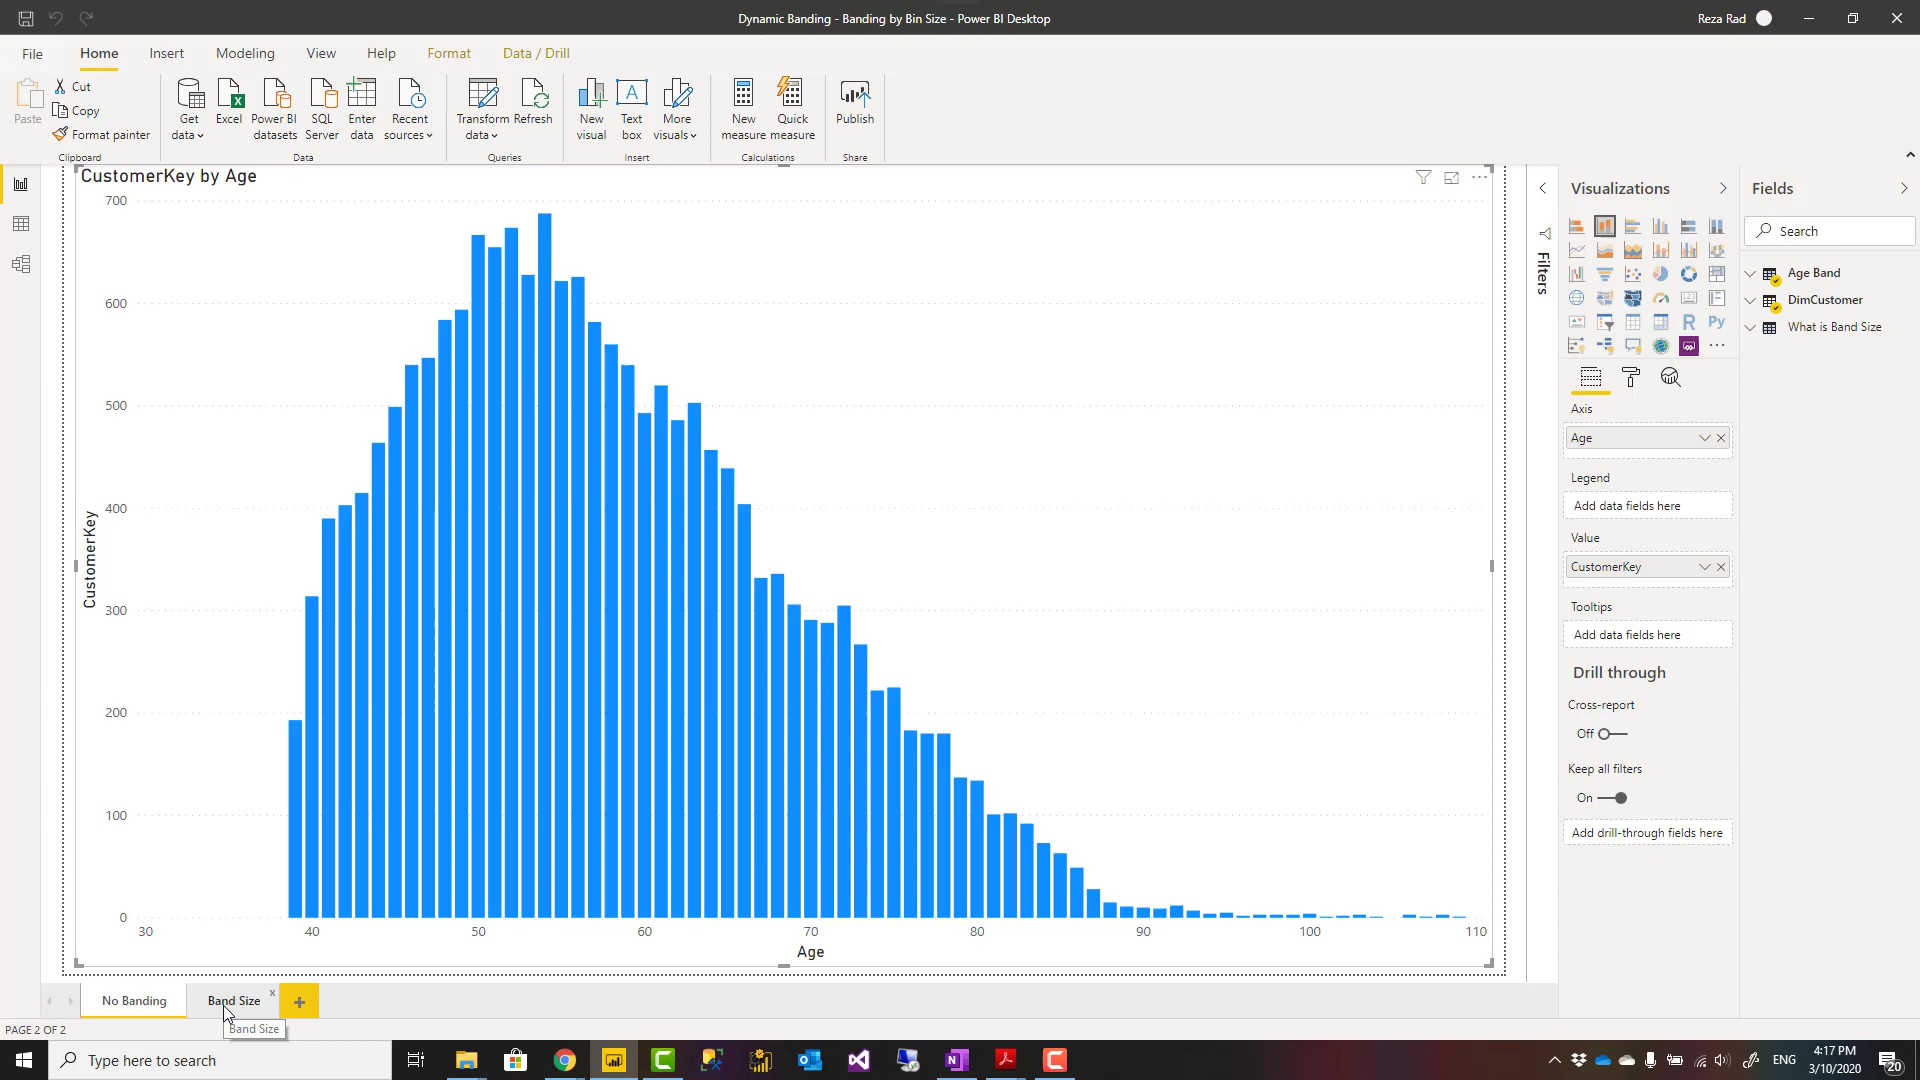 Dynamic Banding - Banding by Bin Size - Power BI Desktop
Reza Rad
File
Home
Insert
Modeling
View
Help
Format
Data / Drill
Paste
Cut
Copy
Format painter
Clipboard
Get data
Excel
Power BI datasets
SQL Server
Enter data
Recent sources
Data
Transform data
Refresh
Queries
New visual
Text box
More visuals
Insert
New measure
Quick measure
Calculations
Publish
Share
CustomerKey by Age
700
600
500
400
300
200
100
0
CustomerKey
30
40
50
60
70
80
90
100
110
Age
Filters
Visualizations
R
Py
Axis
Age
Legend
Add data fields here
Value
CustomerKey
Tooltips
Add data fields here
Drill through
Cross-report
Off
Keep all filters
On
Add drill-through fields here
Fields
Search
Age Band
DimCustomer
What is Band Size
No Banding
Band Size
Band Size
PAGE 2 OF 2
Type here to search
ENG
4:17 PM
3/10/2020
20